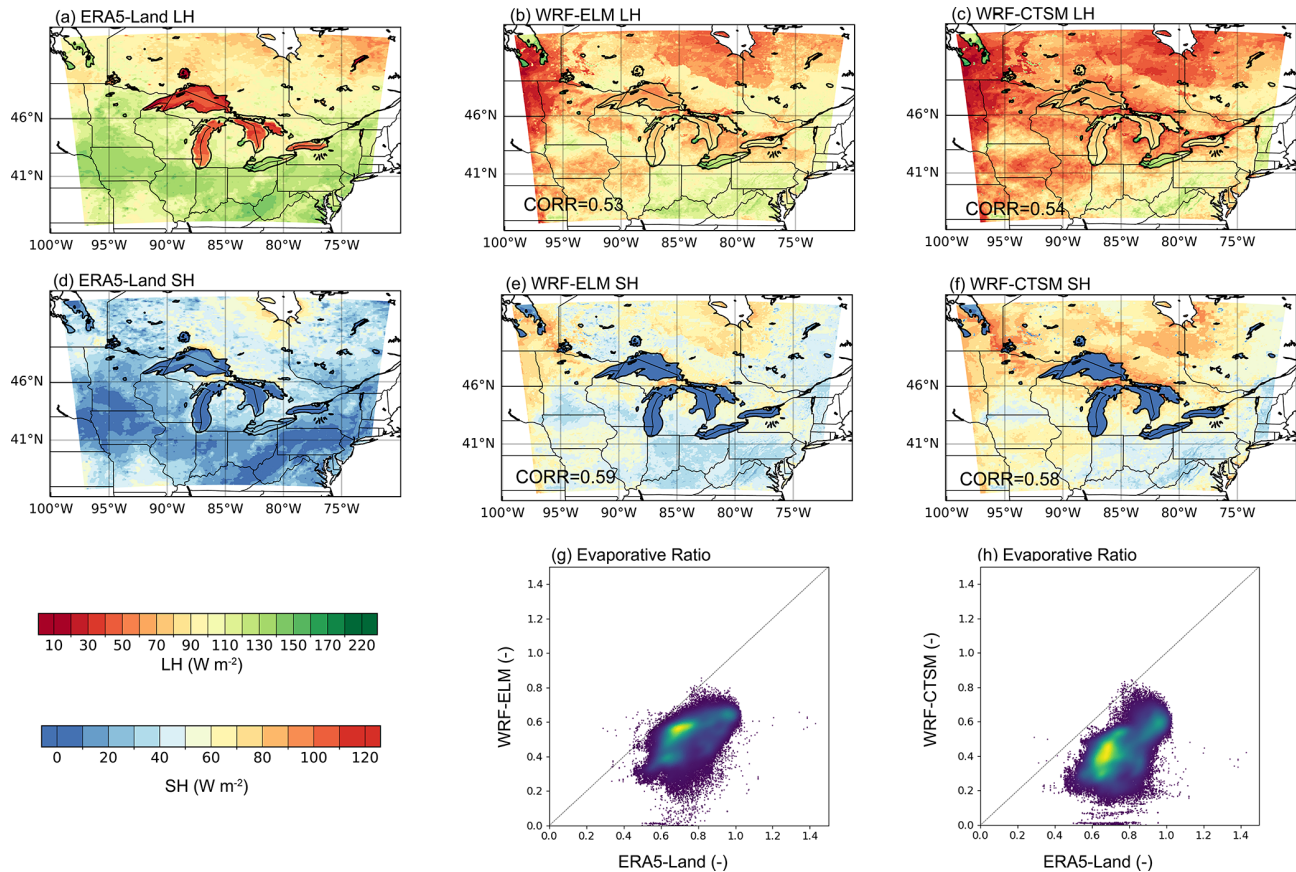 (a) ERA5-Land LH
(b) WRF-ELM LH
(c) WRF-CTSM LH
46°N
41°N
100°W 95°W 90°W 85°W 80°W 75°W
46°N
41°N
CORR=0.53
100°W 95°W 90°W 85°W 80°W 75°W
46°N
41°N
CORR=0.54
100°W 95°W 90°W 85°W 80°W 75°W
(d) ERA5-Land SH
(e) WRF-ELM SH
(f) WRF-CTSM SH
46°N
41°N
100°W 95°W 90°W 85°W 80°W 75°W
46°N
41°N
CORR=0.59
100°W 95°W 90°W 85°W 80°W 75°W
46°N
41°N
CORR=0.58
100°W 95°W 90°W 85°W 80°W 75°W
10 30 50 70 90 110 130 150 170 220
LH (W m⁻²)
0 20 40 60 80 100 120
SH (W m⁻²)
(g) Evaporative Ratio
WRF-ELM (-)
1.4
1.2
1.0
0.8
0.6
0.4
0.2
0.0
0.0 0.2 0.4 0.6 0.8 1.0 1.2 1.4
ERA5-Land (-)
(h) Evaporative Ratio
WRF-CTSM (-)
1.4
1.2
1.0
0.8
0.6
0.4
0.2
0.0
0.0 0.2 0.4 0.6 0.8 1.0 1.2 1.4
ERA5-Land (-)